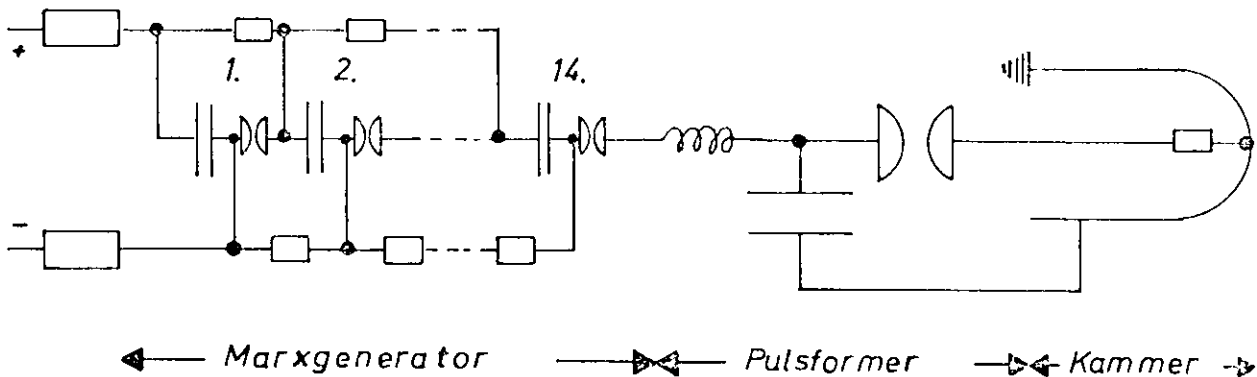 +
1. 2. 14.
-
Marxgenerator Pulsformer Kammer